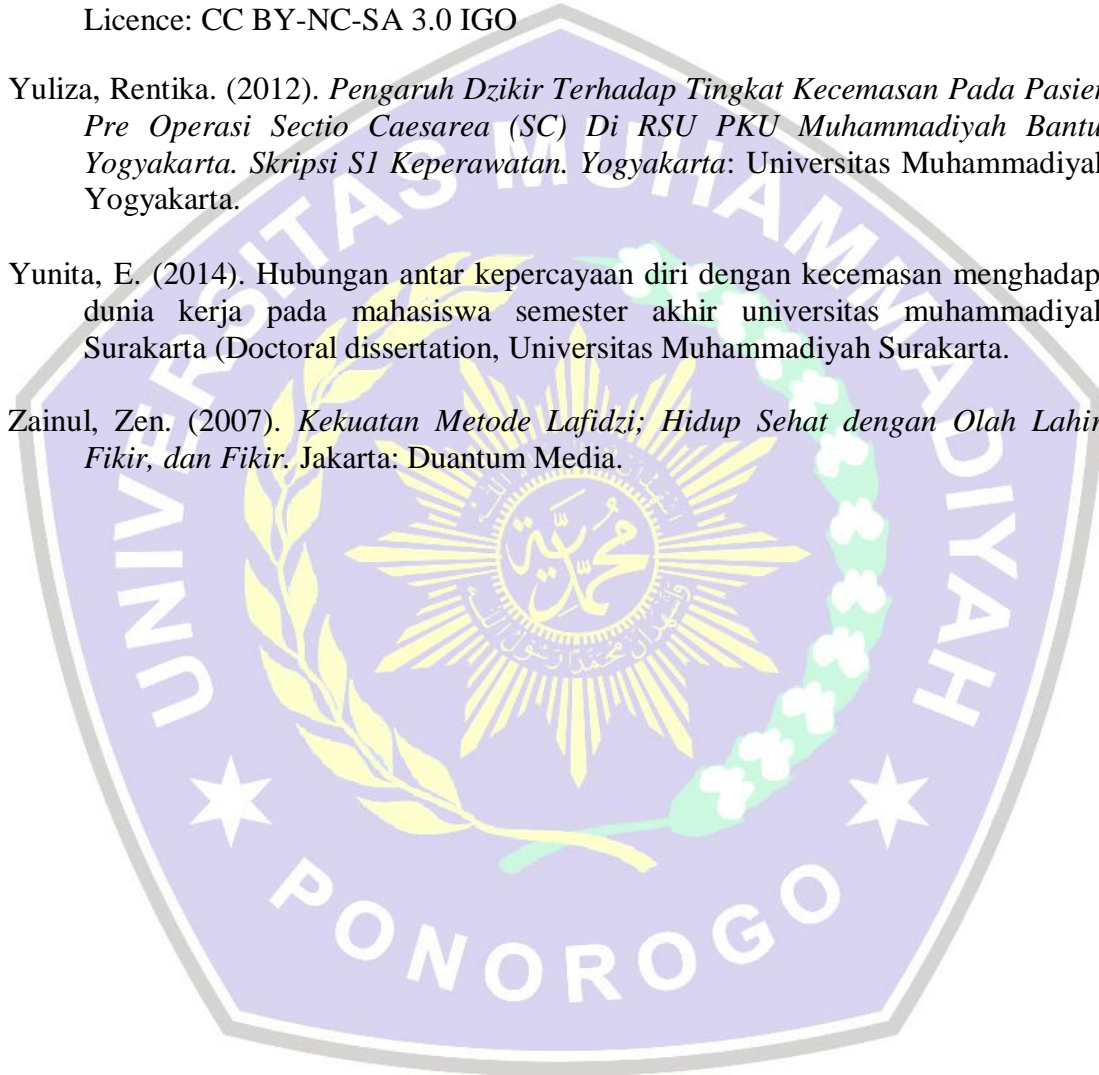 Licence: CC BY-NC-SA 3.0 IGO
Yuliza, Rentika. (2012). Pengaruh Dzikir Terhadap Tingkat Kecemasan Pada Pasien
Pre Operasi Sectio Caesarea (SC) Di RSU PKU Muhammadiyah Bantu
Yogyakarta. Skripsi S1 Keperawatan. Yogyakarta: Universitas Muhammadiyah
Yogyakarta.
Yunita, E. (2014). Hubungan antar kepercayaan diri dengan kecemasan menghadap
dunia kerja pada mahasiswa semester akhir universitas muhammadiyah
Surakarta (Doctoral dissertation, Universitas Muhammadiyah Surakarta.
Zainul, Zen. (2007). Kekuatan Metode Lafidzi; Hidup Sehat dengan Olah Lahir
Fikir, dan Fikir. Jakarta: Duantum Media.
UNIVERSITAS MUHAMMADIYAH
محمدية
PONOROGO